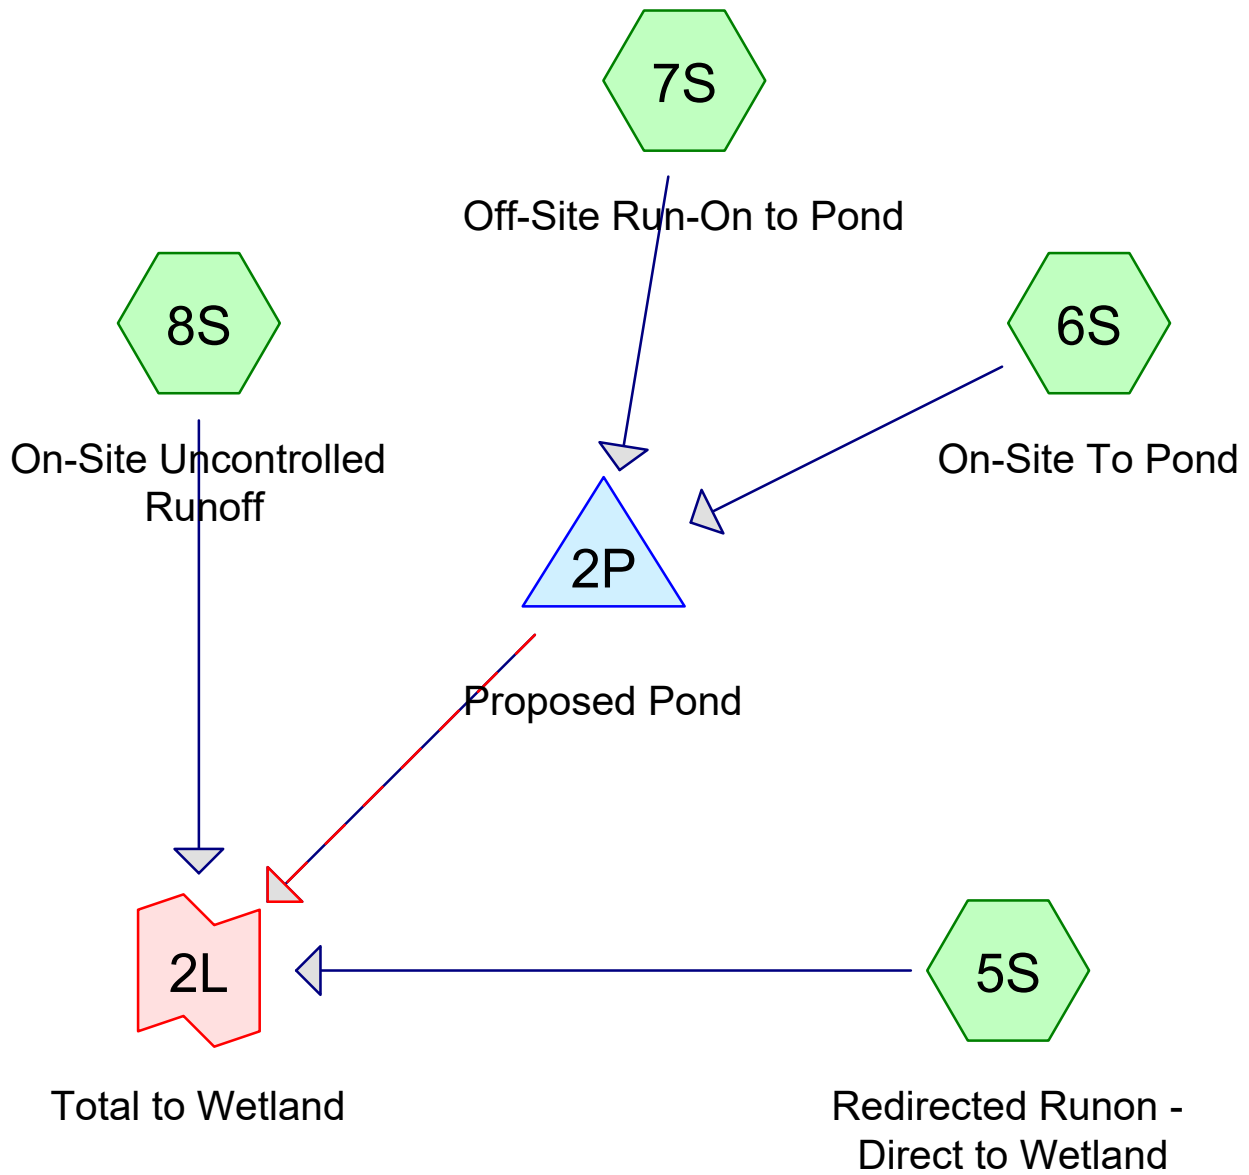 7S
Off-Site Run-On to Pond
8S
6S
On-Site Uncontrolled
Runoff
On-Site To Pond
2P
Proposed Pond
2L
5S
Total to Wetland
Redirected Runon -
Direct to Wetland